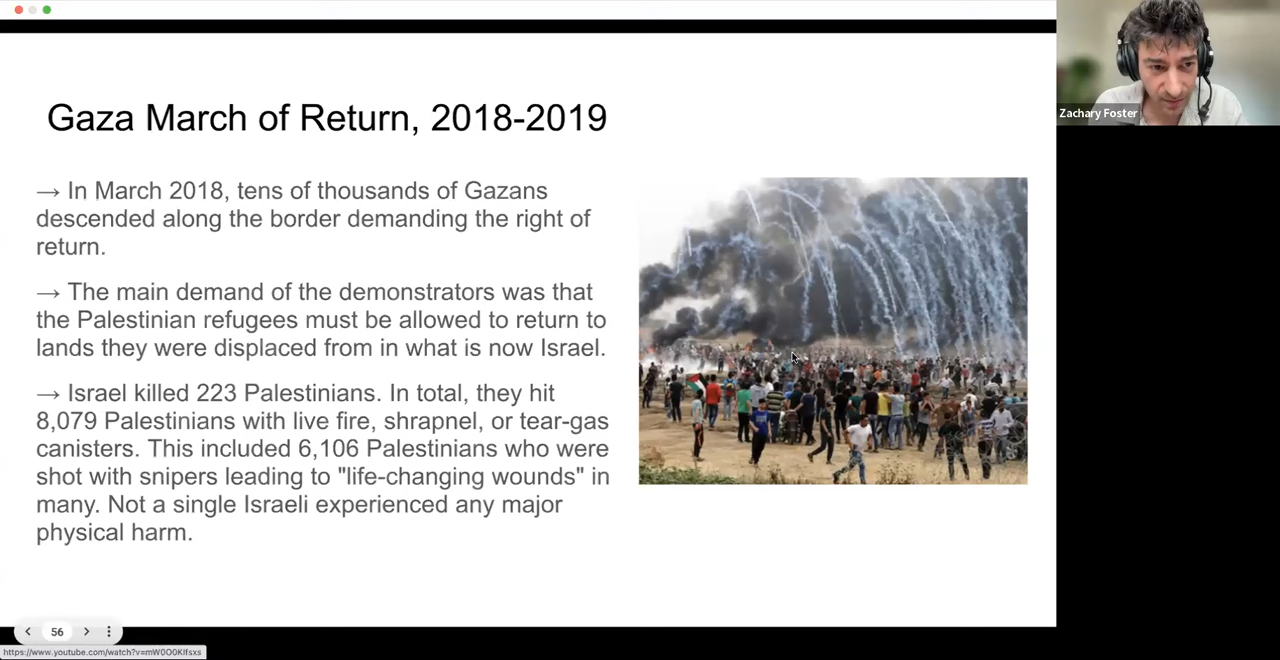 Zachary Foster
Gaza March of Return, 2018-2019
→ In March 2018, tens of thousands of Gazans
descended along the border demanding the right of
return.
→ The main demand of the demonstrators was that
the Palestinian refugees must be allowed to return to
lands they were displaced from in what is now Israel.
→ Israel killed 223 Palestinians. In total, they hit
8,079 Palestinians with live fire, shrapnel, or tear-gas
canisters. This included 6,106 Palestinians who were
shot with snipers leading to "life-changing wounds" in
many. Not a single Israeli experienced any major
physical harm.
56
https://www.youtube.com/watch?v=mW0O0KIfsxs